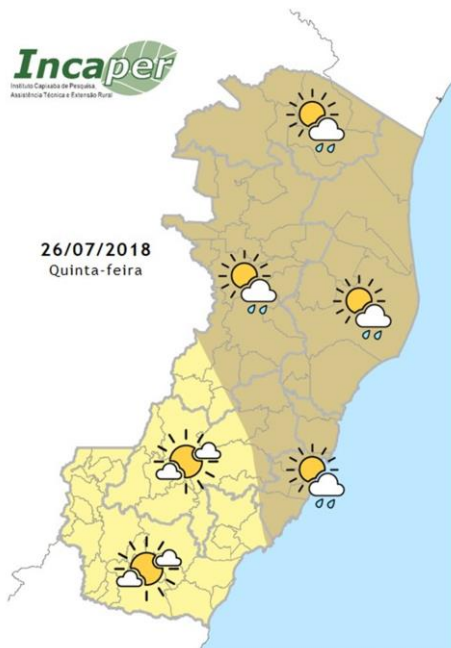 Incaper
Instituto Capixaba de Pesquisa,
Assistência Técnica e Extensão Rural
26/07/2018
Quinta-feira